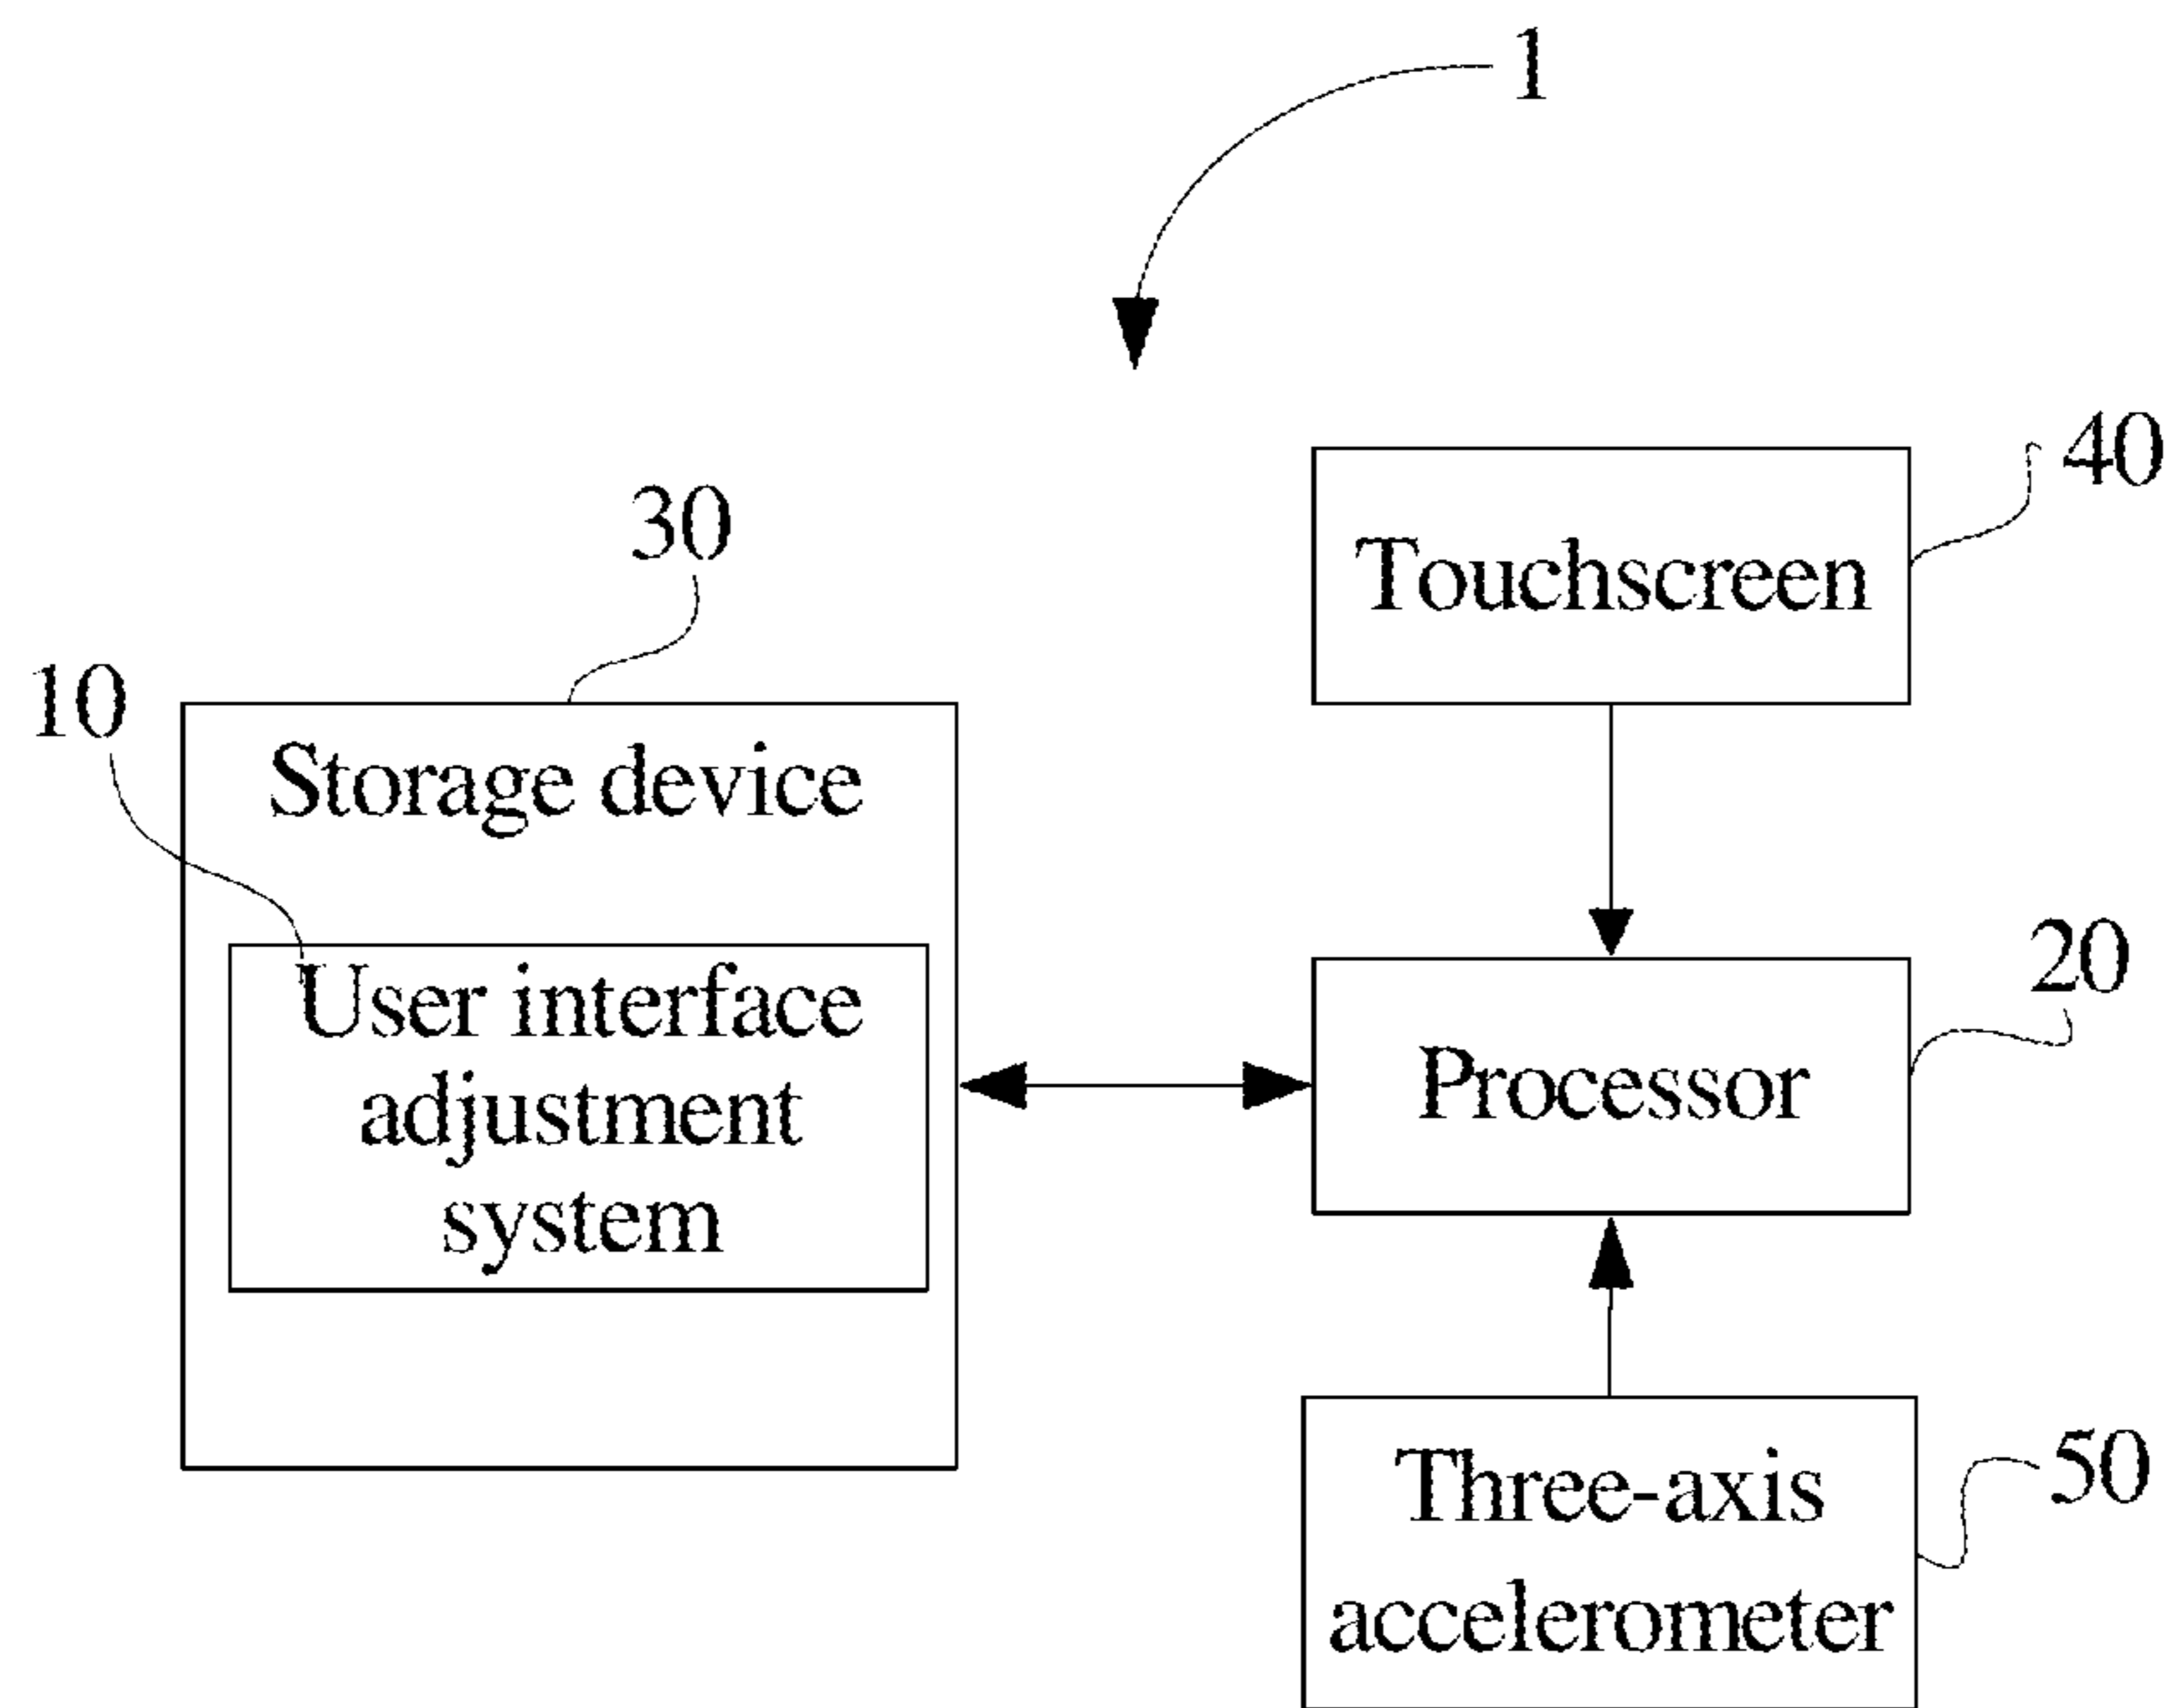 1
40
Touchscreen
30
10
Storage device
20
User interface
adjustment
system
Processor
50
Three-axis
accelerometer